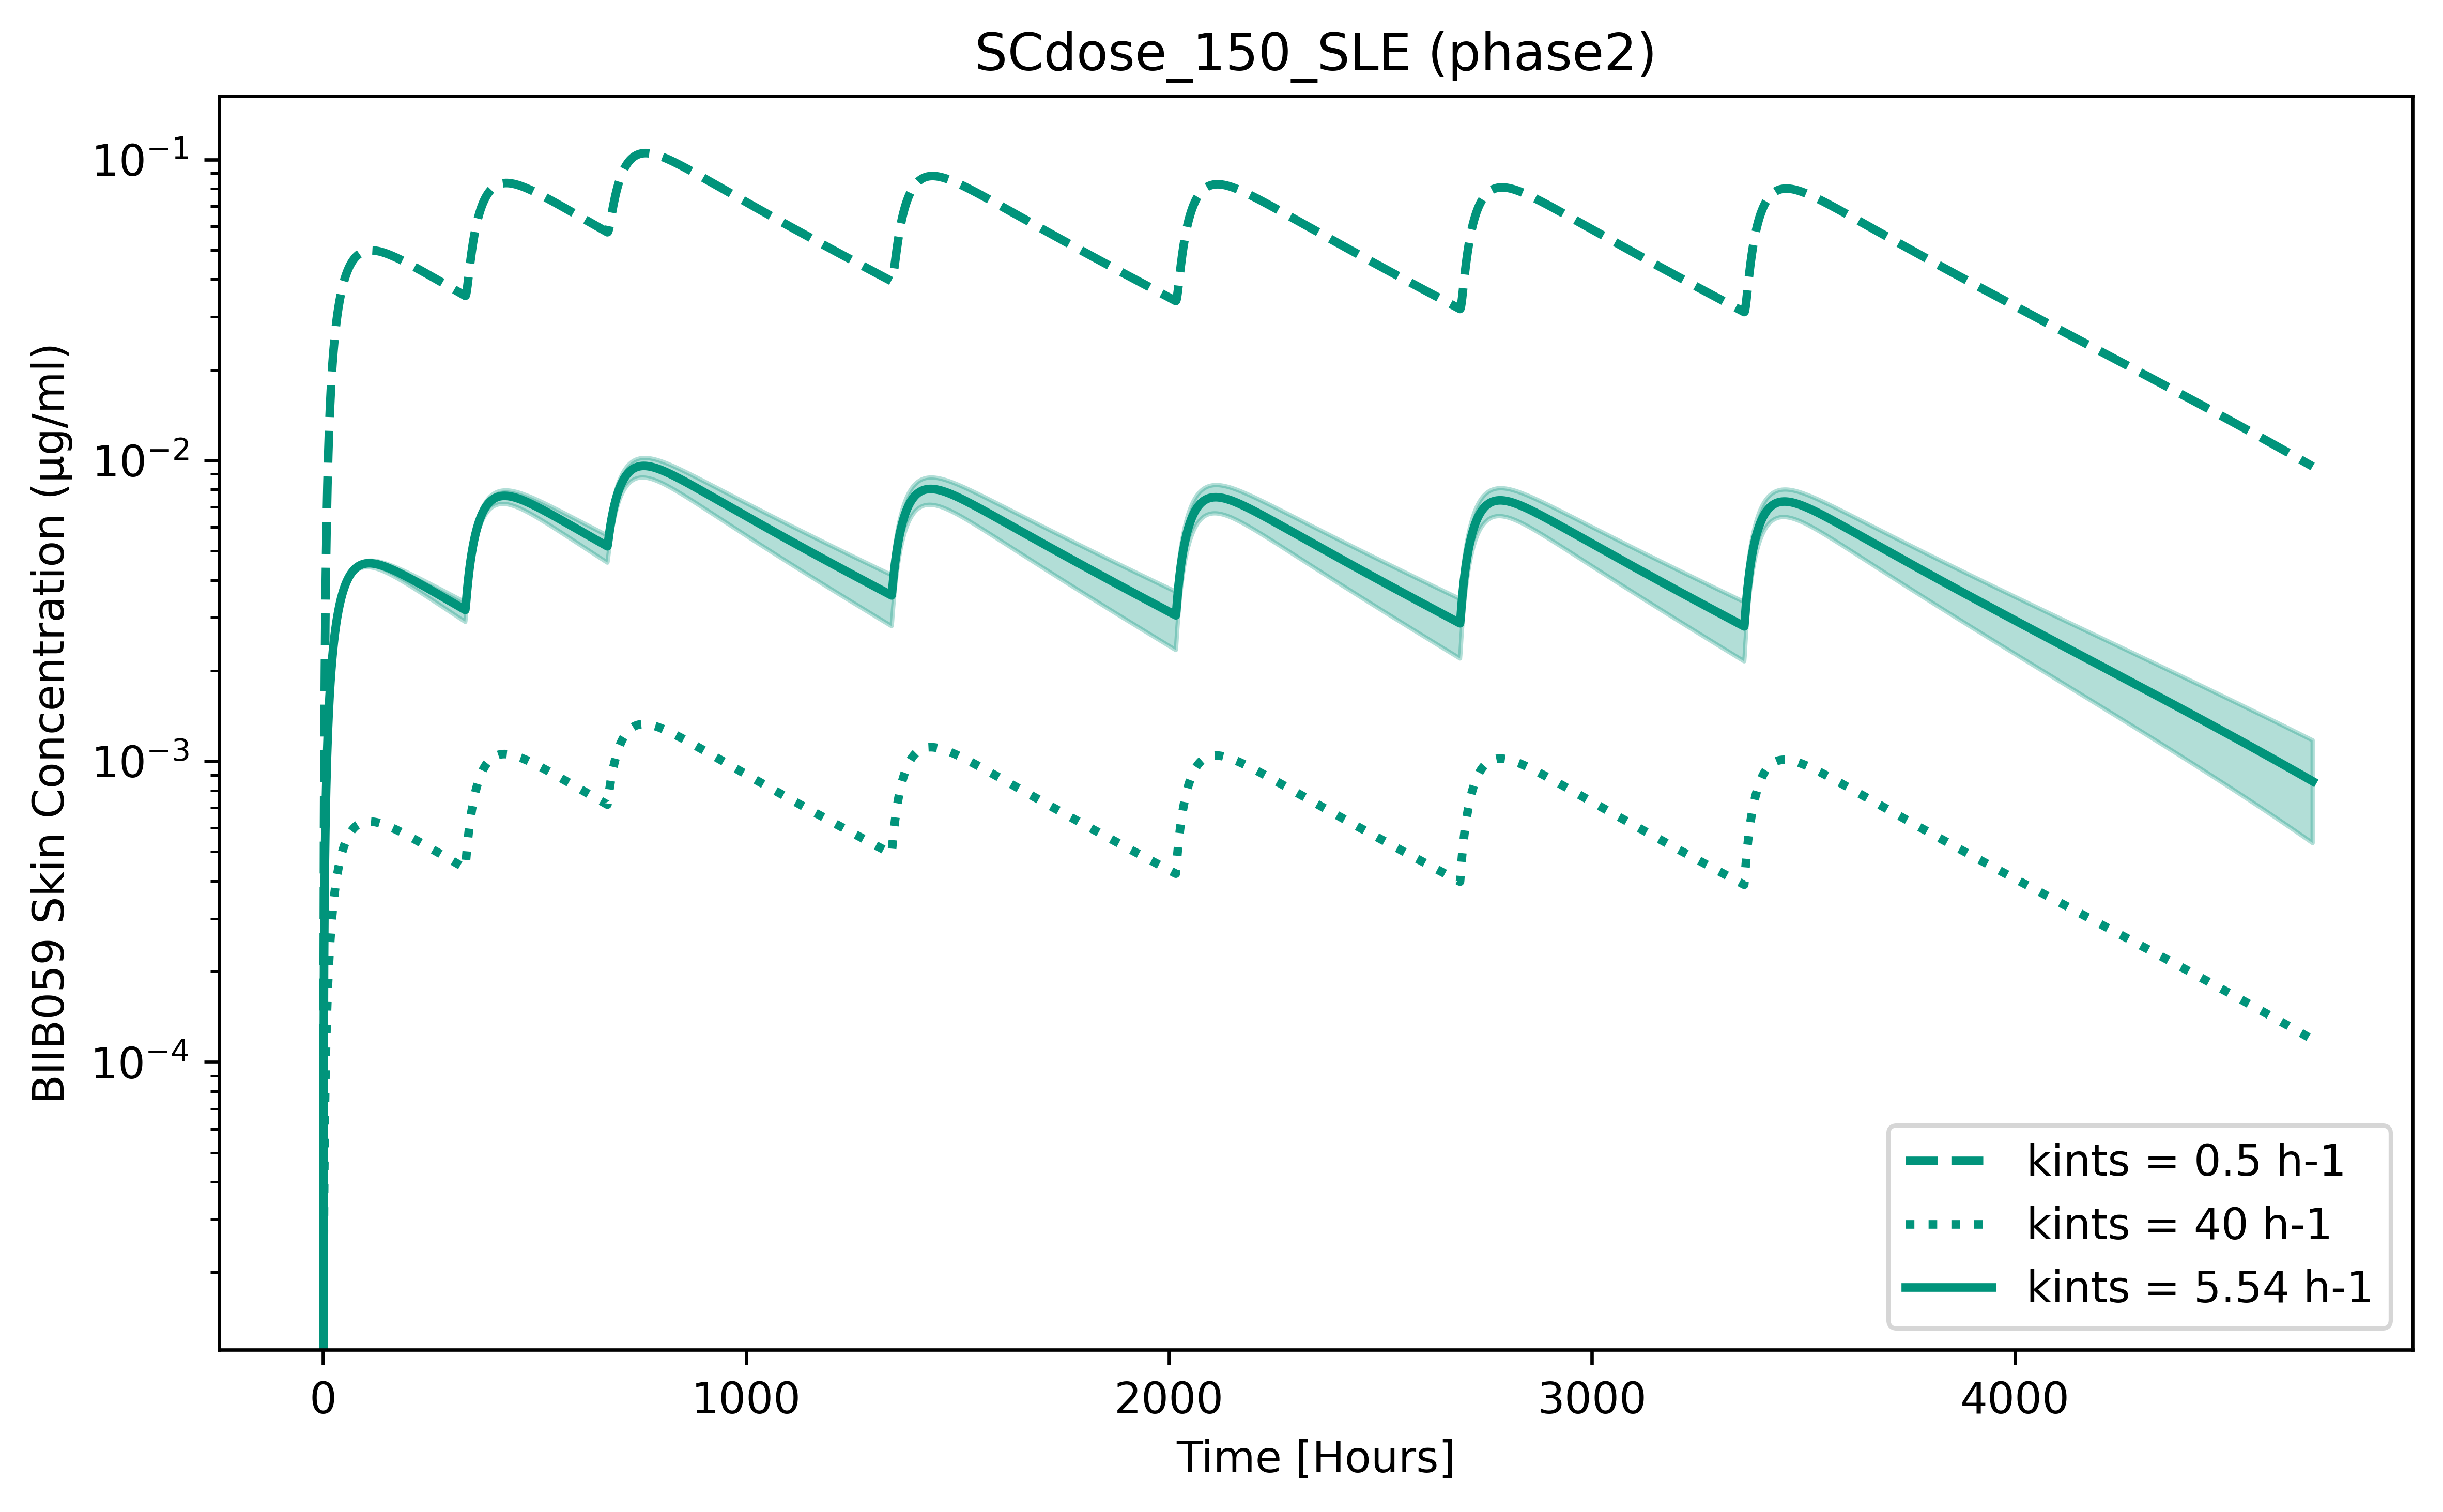 SCdose_150_SLE (phase2)
BIIB059 Skin Concentration (µg/ml)
10⁻¹
10⁻²
10⁻³
10⁻⁴
0 1000 2000 3000 4000
Time [Hours]
kints = 0.5 h-1
kints = 40 h-1
kints = 5.54 h-1